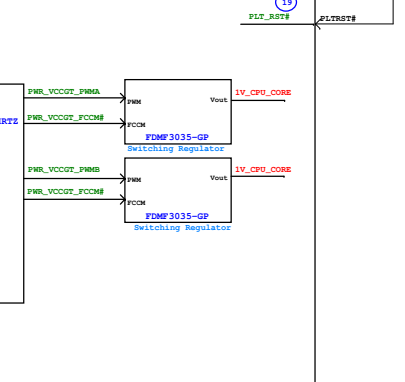 19
PLT_RST#
PLTRST#
PWR_VCCGT_PWMA
1V_CPU_CORE
PWM
Vout
RTZ
PWR_VCCGT_FCCM#
FCCM
FDMF3035-GP
Switching Regulator
PWR_VCCGT_PWMB
1V_CPU_CORE
PWM
Vout
PWR_VCCGT_FCCM#
FCCM
FDMF3035-GP
Switching Regulator